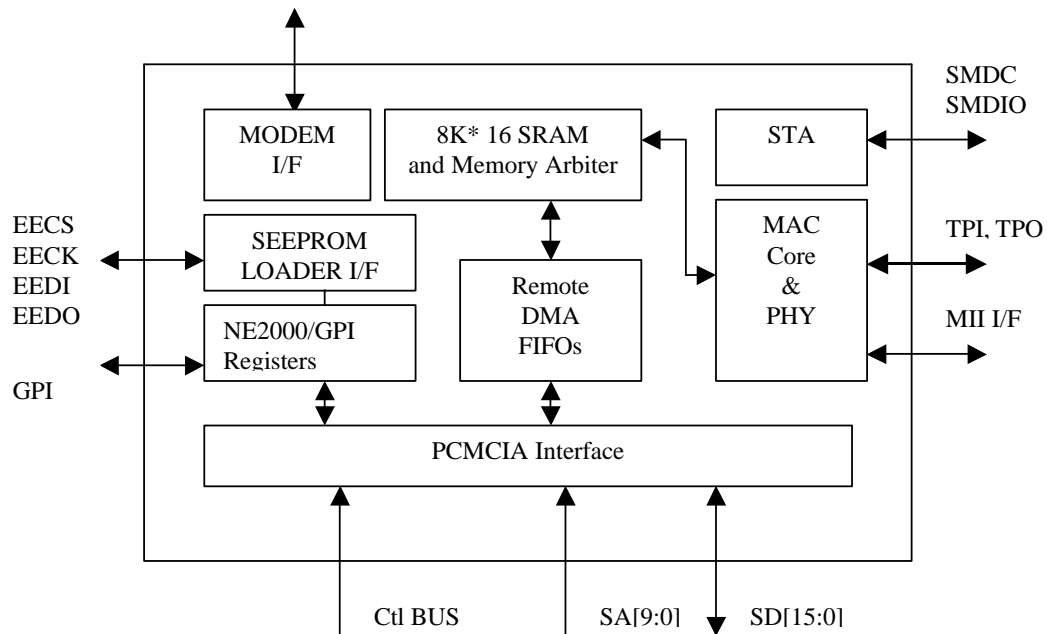 SMDC
SMDIO
MODEM
I/F
8K* 16 SRAM
and Memory Arbiter
STA
EECS
EECK
EEDI
EEDO
SEEPROM
LOADER I/F
MAC
Core
&
PHY
TPI, TPO
Remote
DMA
FIFOs
NE2000/GPI
Registers
MII I/F
GPI
PCMCIA Interface
Ctl BUS
SA[9:0]
SD[15:0]